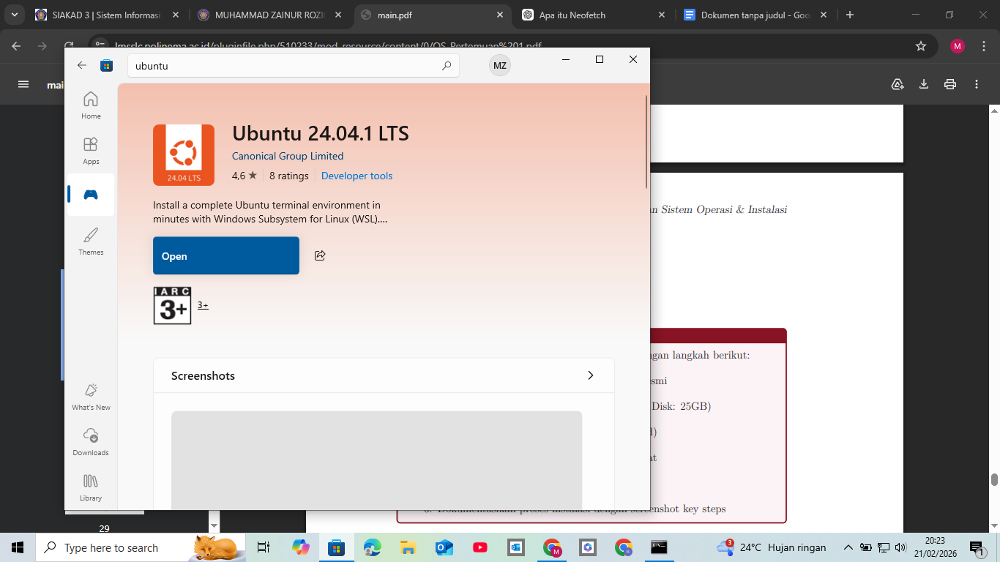 SIAKAD 3 | Sistem Informasi
MUHAMMAD ZAINUR ROZI
main.pdf
Apa itu Neofetch
Dokumen tanpa judul - Goo
lmsslc.polinema.ac.id/pluginfile.php/510233/mod_resource/content/0/OS_Pertemuan%201.pdf
M
mai
ubuntu
MZ
Home
Apps
Themes
What's New
Downloads
Library
24.04 LTS
Ubuntu 24.04.1 LTS
Canonical Group Limited
4,6 ★ 8 ratings Developer tools
Install a complete Ubuntu terminal environment in
minutes with Windows Subsystem for Linux (WSL)....
Open
IARC
3+
3+
Screenshots
n Sistem Operasi & Instalasi
ngan langkah berikut:
esmi
Disk: 25GB)
at
Dokumentasikan proses instalasi dengan screenshot key steps
29
Type here to search
3
24°C Hujan ringan
20:23
21/02/2026
1